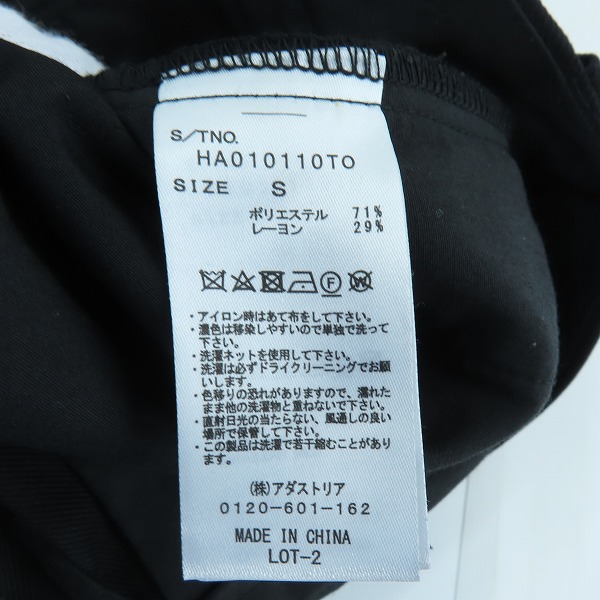 S/TNO.
HA010110TO
SIZE S
ポリエステル 71%
レーヨン 29%
F W
・アイロン時はあて布をして下さい。
・濃色は移染しやすいので単独で洗って
下さい。
・洗濯ネットを使用して下さい。
・洗濯は必ずドライクリーニングでお願い
します。
・色移りの恐れがありますので、濡れた
まま他の洗濯物と重ねないで下さい。
・直射日光の当たらない、風通しの良い
場所で保管して下さい。
・この製品は洗濯で若干縮むことがあり
ます。
(株)アダストリア
0120-601-162
MADE IN CHINA
LOT-2